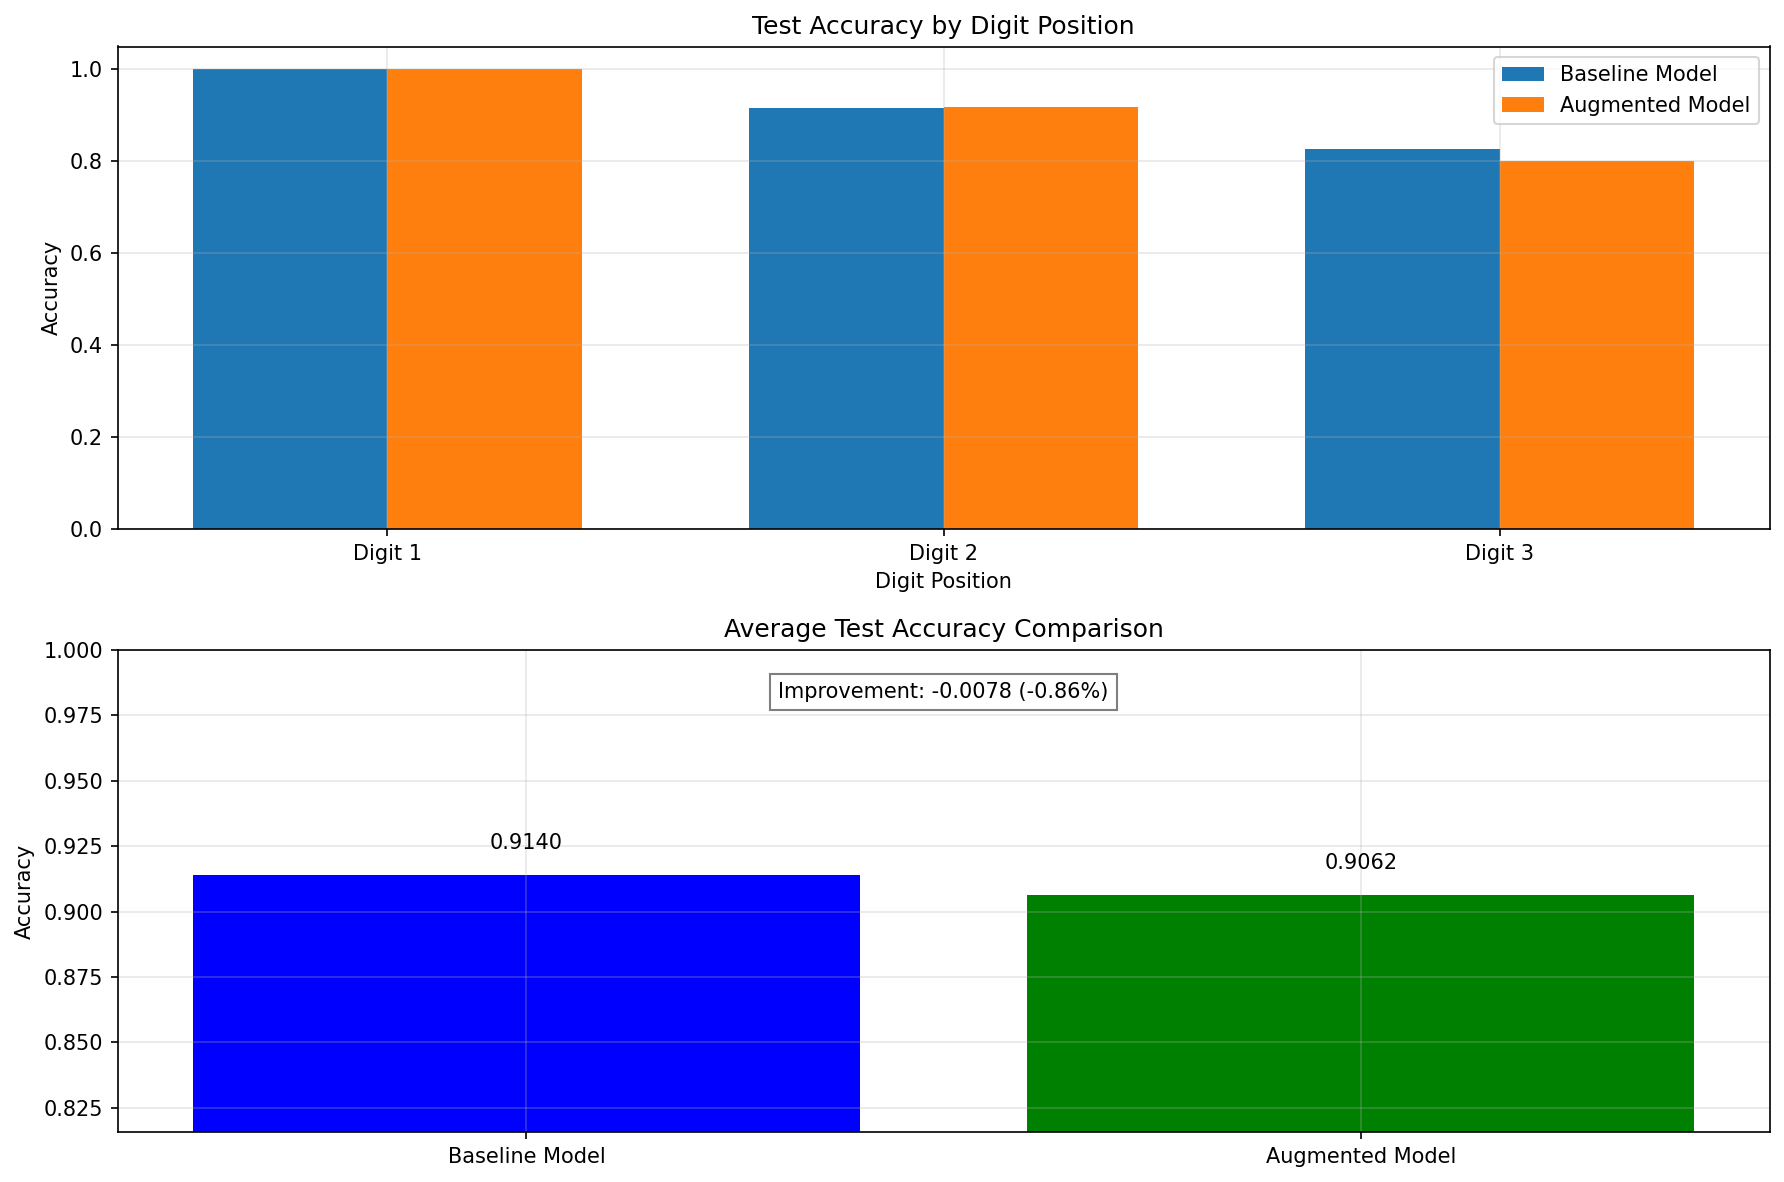 Test Accuracy by Digit Position
Accuracy
1.0
0.8
0.6
0.4
0.2
0.0
Baseline Model
Augmented Model
Digit 1
Digit 2
Digit 3
Digit Position
Average Test Accuracy Comparison
Accuracy
1.000
0.975
0.950
0.925
0.900
0.875
0.850
0.825
Improvement: -0.0078 (-0.86%)
0.9140
0.9062
Baseline Model
Augmented Model